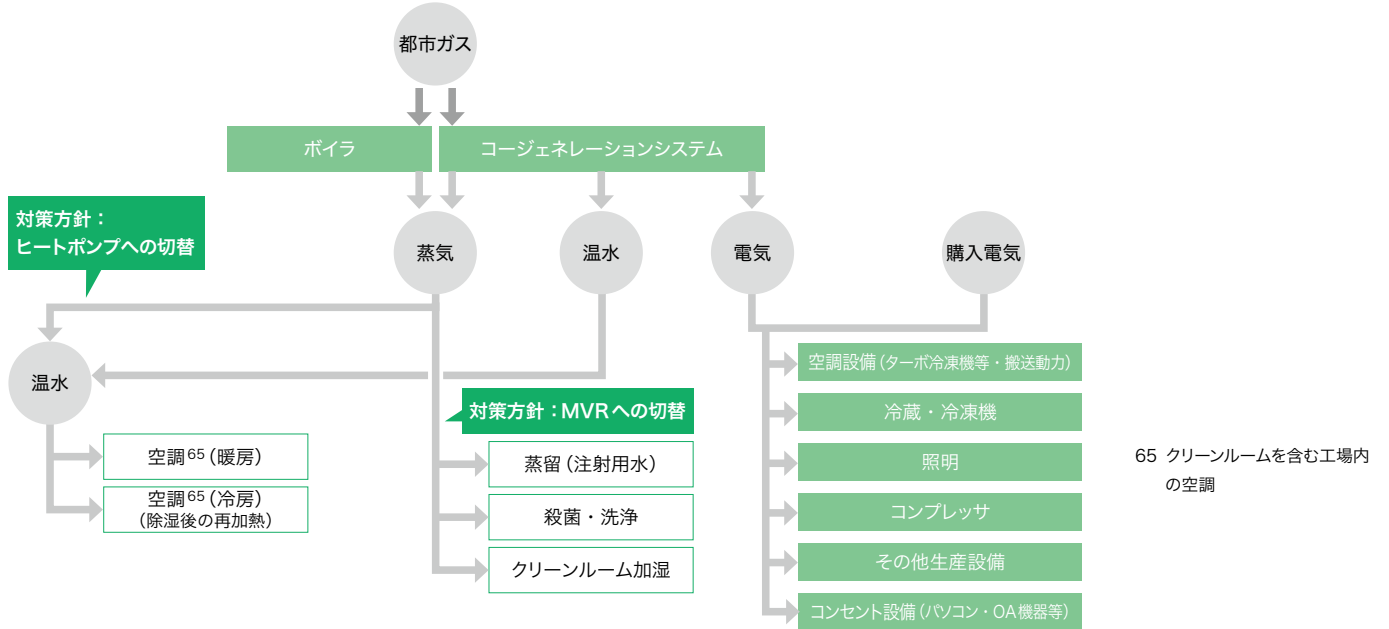 都市ガス
ボイラ
コージェネレーションシステム
対策方針：
ヒートポンプへの切替
蒸気
温水
電気
購入電気
温水
空調65（暖房）
空調65（冷房）
（除湿後の再加熱）
対策方針：MVRへの切替
蒸留（注射用水）
殺菌・洗浄
クリーンルーム加湿
空調設備（ターボ冷凍機等・搬送動力）
冷蔵・冷凍機
照明
コンプレッサ
その他生産設備
コンセント設備（パソコン・OA機器等）
65 クリーンルームを含む工場内
の空調